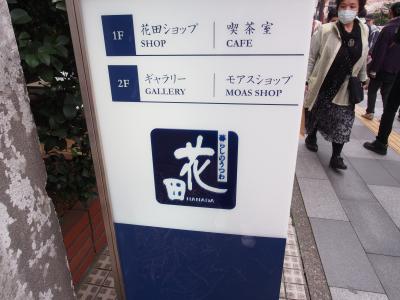 1F 花田ショップ 喫茶室
SHOP CAFE
2F ギャラリー モアスショップ
GALLERY MOAS SHOP
暮らしのうつわ
花田
HANADA